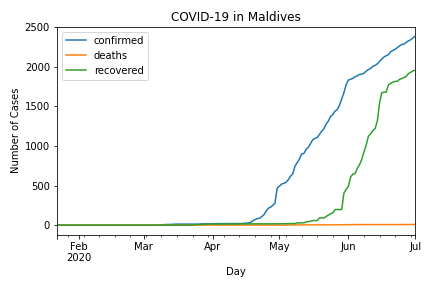 COVID-19 in Maldives
confirmed
deaths
recovered
Number of Cases
2500
2000
1500
1000
500
0
Feb Mar Apr May Jun Jul
2020
Day